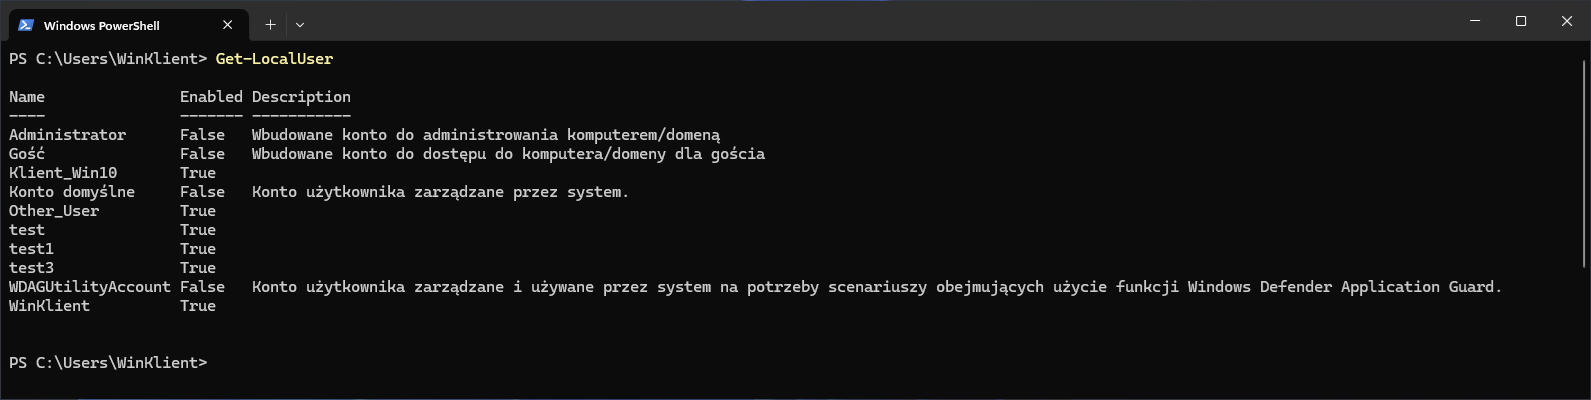 Windows PowerShell
PS C:\Users\WinKlient> Get-LocalUser
Name Enabled Description
---- ------- -----------
Administrator False Wbudowane konto do administrowania komputerem/domeną
Gość False Wbudowane konto do dostępu do komputera/domeny dla gościa
Klient_Win10 True
Konto domyślne False Konto użytkownika zarządzane przez system.
Other_User True
test True
test1 True
test3 True
WDAGUtilityAccount False Konto użytkownika zarządzane i używane przez system na potrzeby scenariuszy obejmujących użycie funkcji Windows Defender Application Guard.
WinKlient True
PS C:\Users\WinKlient>